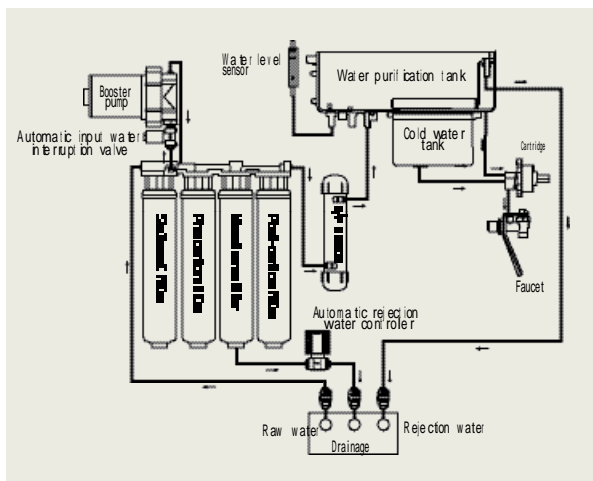 Water level
sensor
Water purification tank
Booster
pump
Automatic input water
interruption valve
Cold water
tank
Cartridge
Faucet
Automatic rejection
water controler
Raw water
Rejection water
Drainage